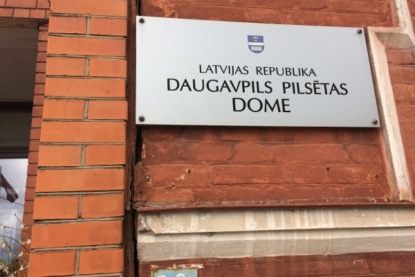 LATVIJAS REPUBLIKA
DAUGAVPILS PILSĒTAS
DOME